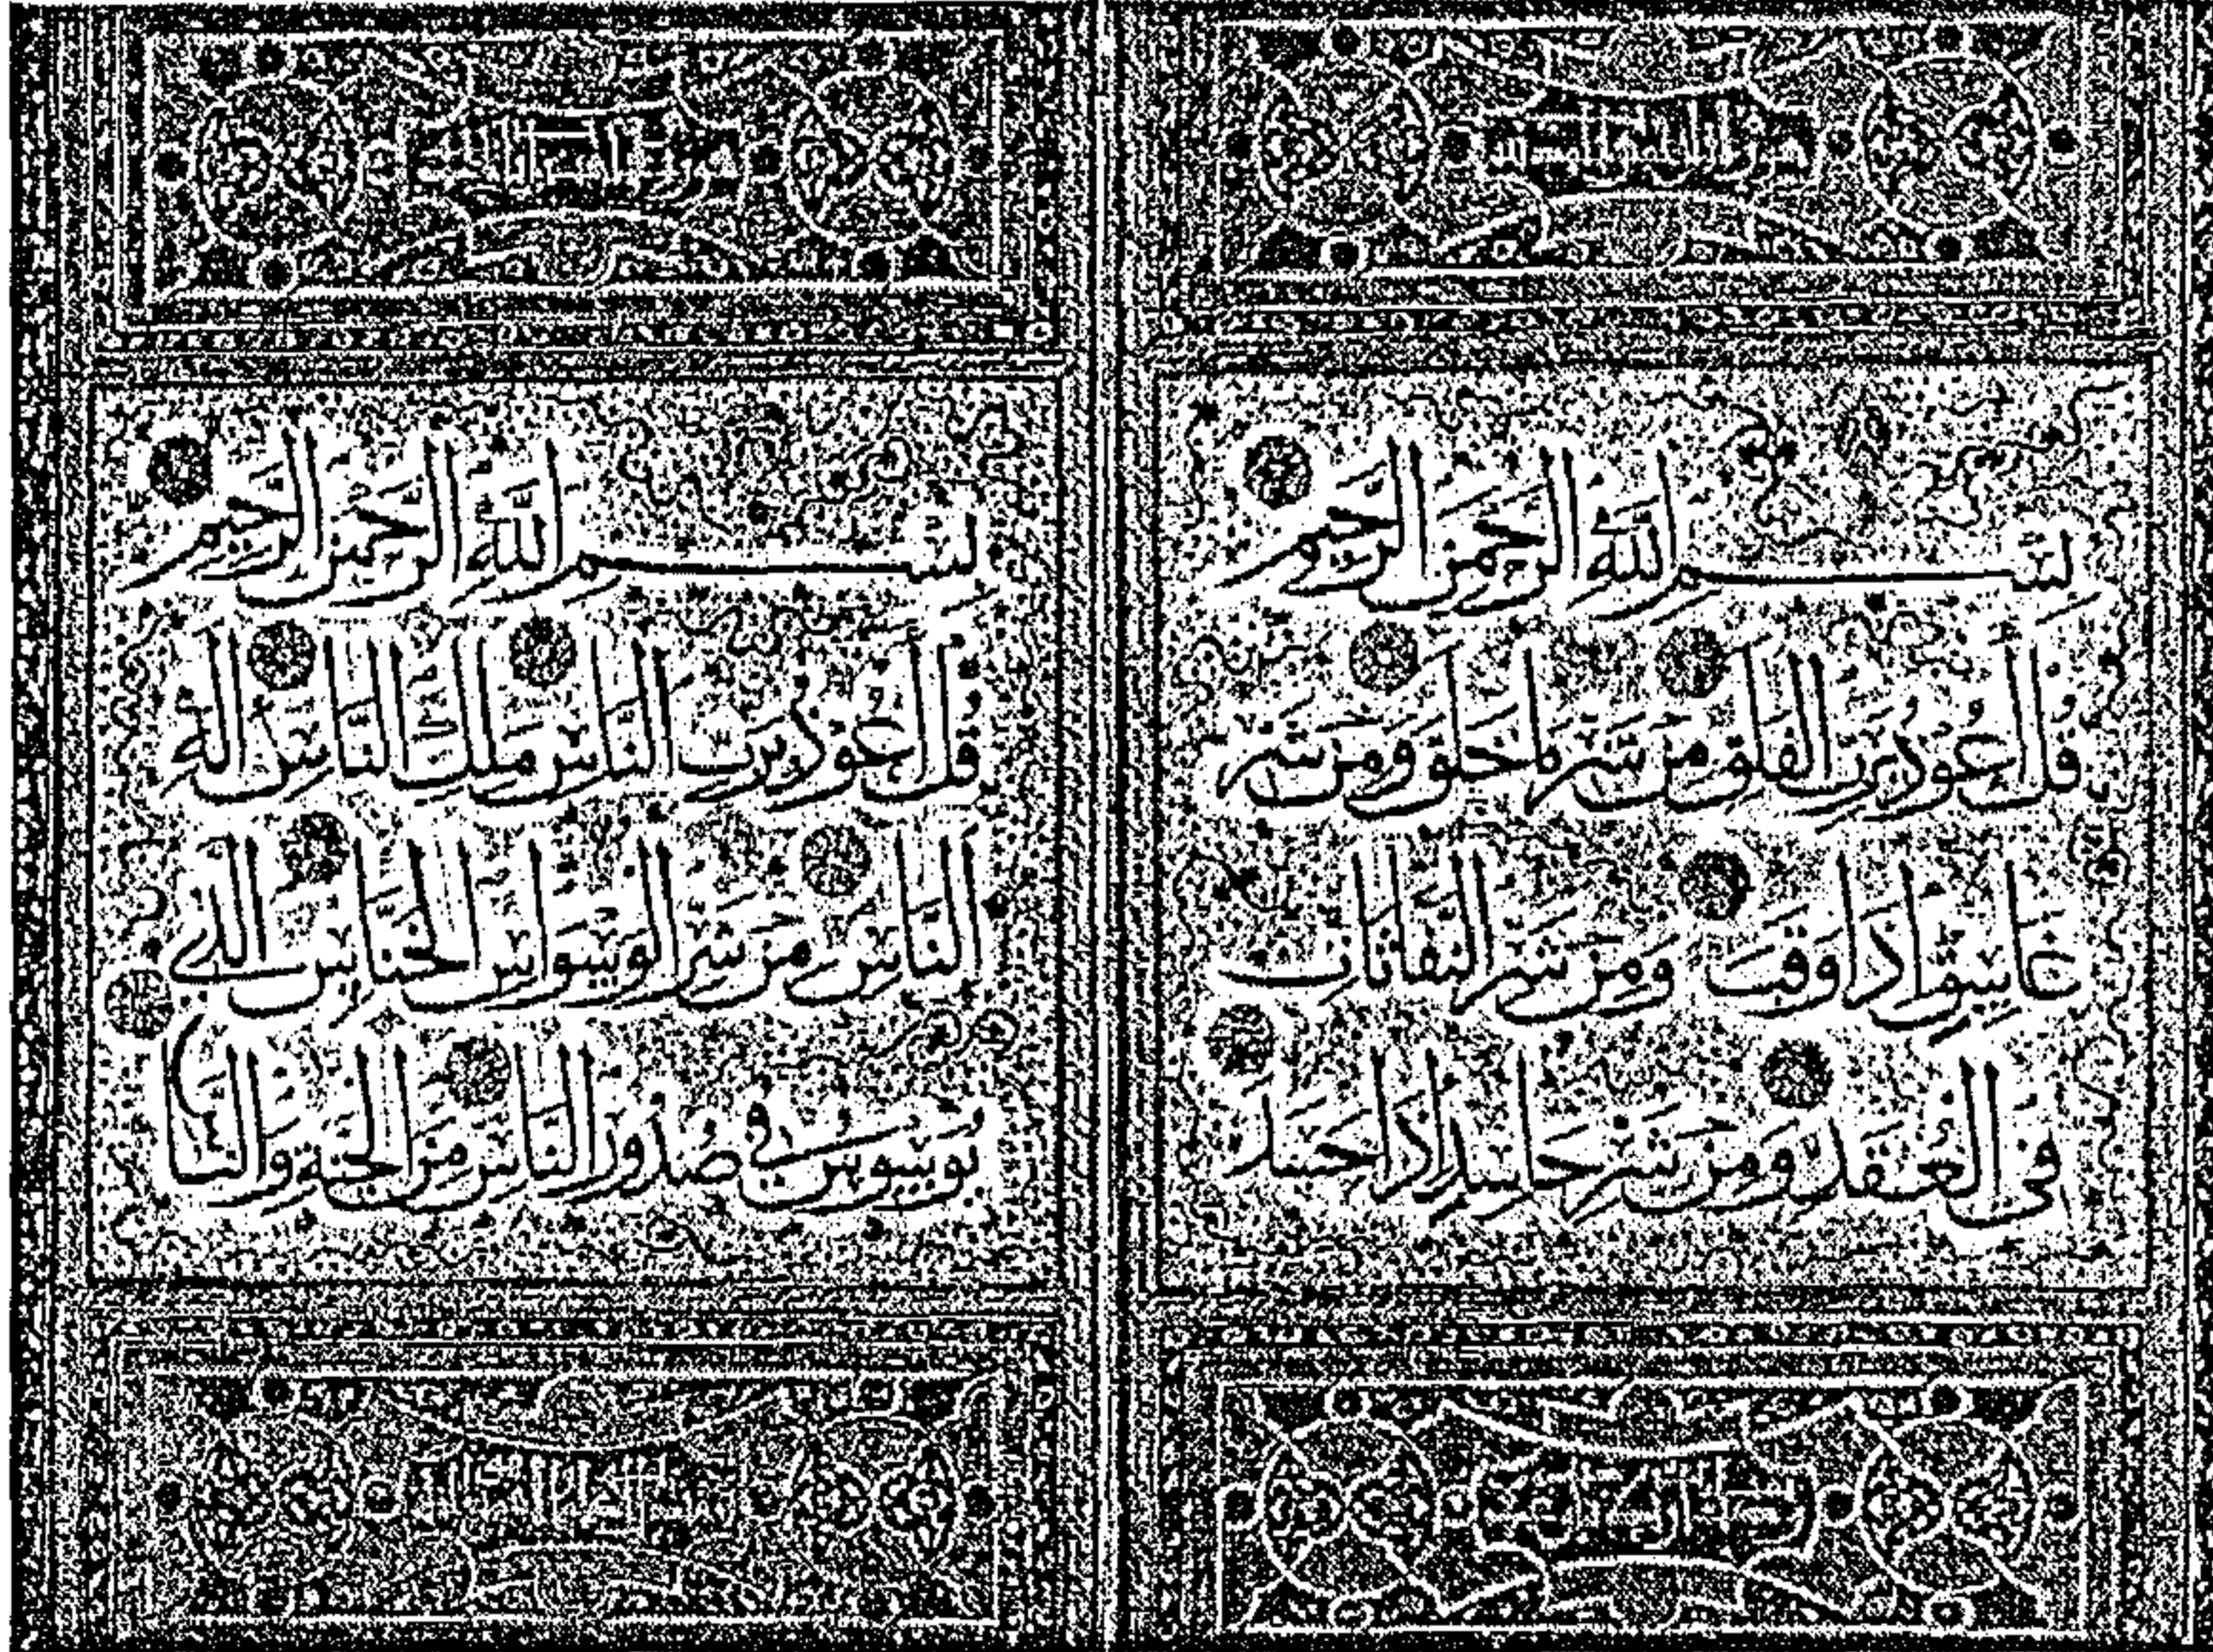 بسم الله الرحمن الرحيم
قل أعوذ برب الفلق من شر ما خلق ومن شر
غاسق إذا وقب ومن شر النفاثات
في العقد ومن شر حاسد إذا حسد
بسم الله الرحمن الرحيم
قل أعوذ برب الناس ملك الناس إله
الناس من شر الوسواس الخناس الذي
يوسوس في صدور الناس من الجنة والناس